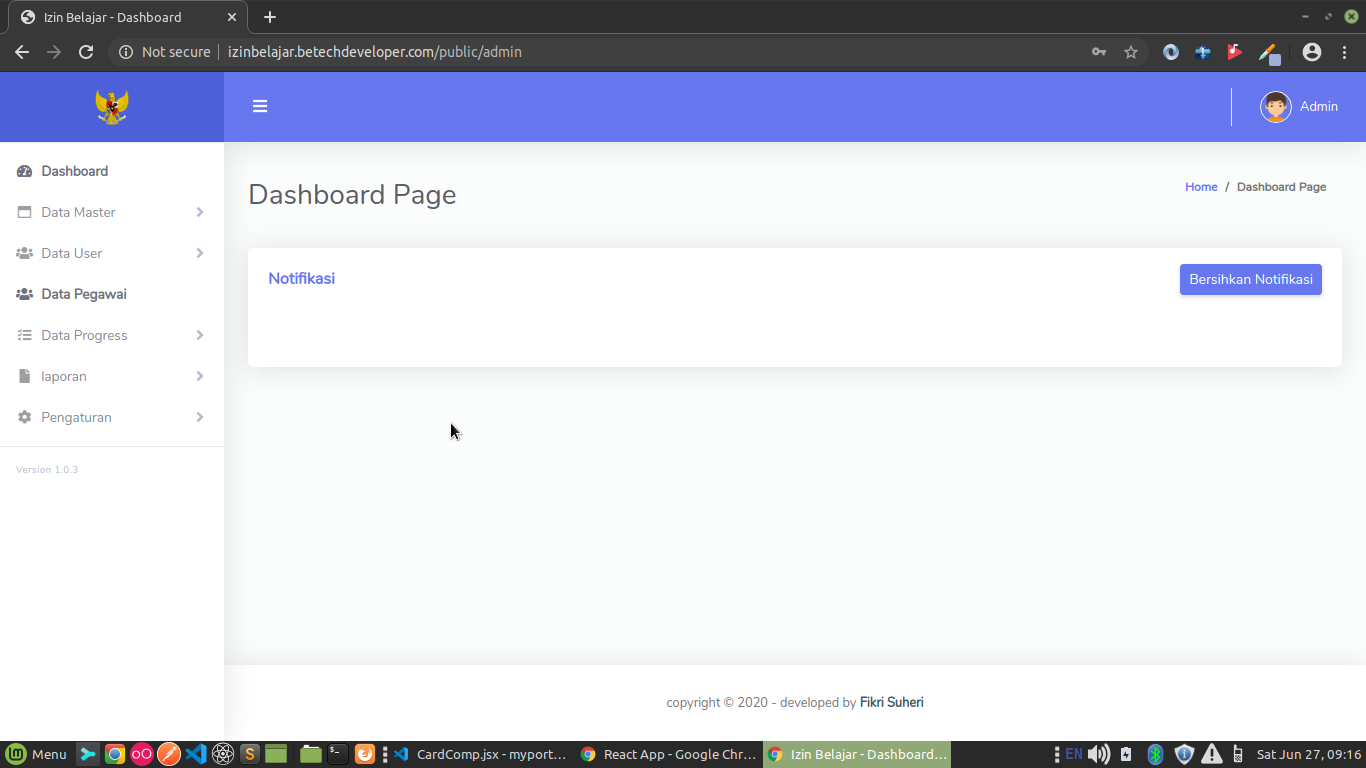 Izin Belajar - Dashboard
Not secure
izinbelajar.betechdeveloper.com/public/admin
Admin
Dashboard
Data Master
Data User
Data Pegawai
Data Progress
laporan
Pengaturan
Version 1.0.3
Dashboard Page
Home / Dashboard Page
Notifikasi
Bersihkan Notifikasi
copyright © 2020 - developed by Fikri Suheri
Menu
CardComp.jsx - myport...
React App - Google Chr...
Izin Belajar - Dashboard...
EN
Sat Jun 27, 09:16